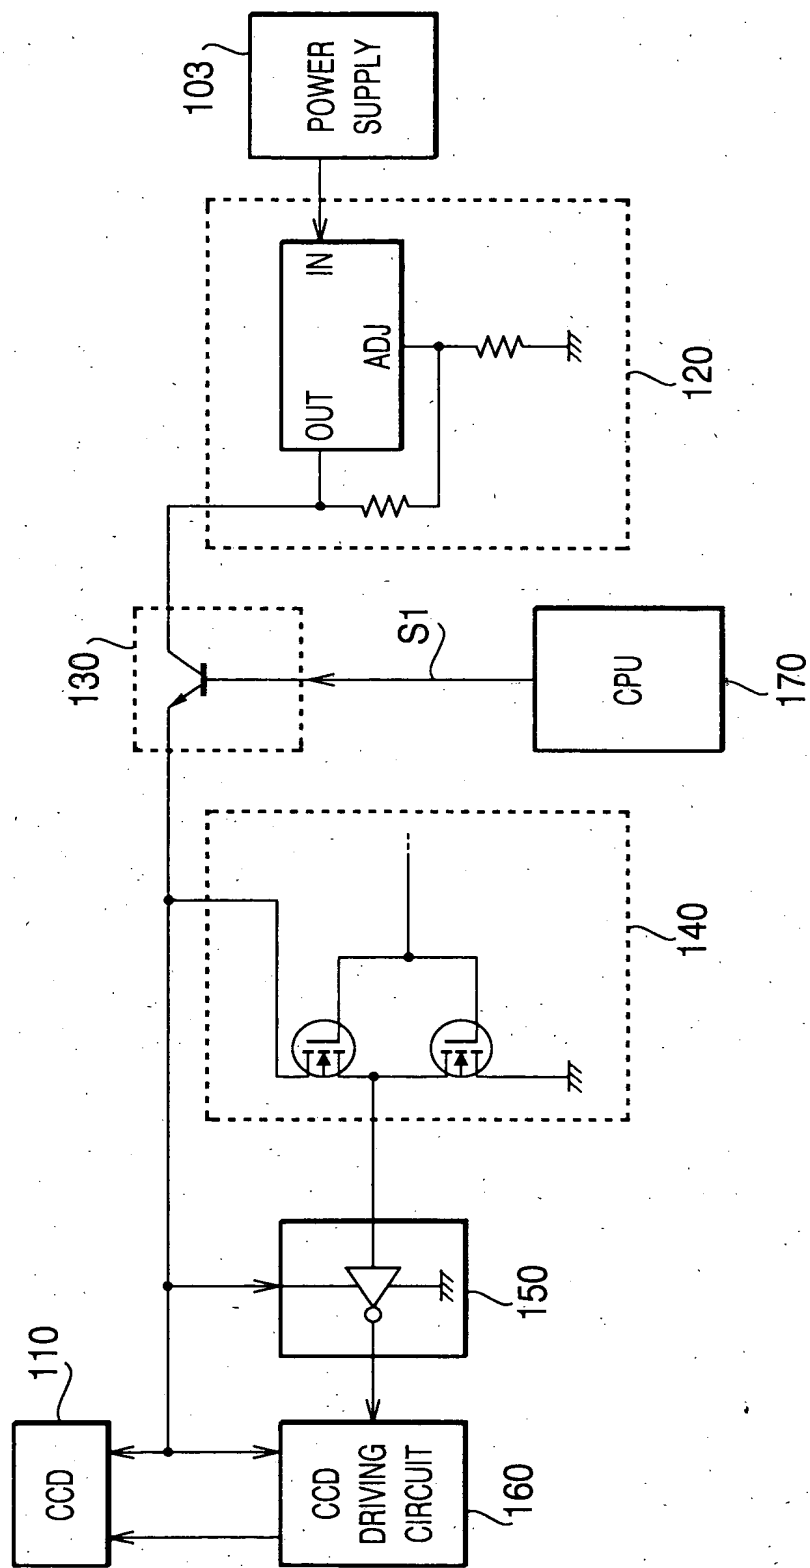 CCD
110
CCD
DRIVING
CIRCUIT
160
150
140
130
S1
CPU
170
OUT
ADJ
IN
120
103
POWER
SUPPLY